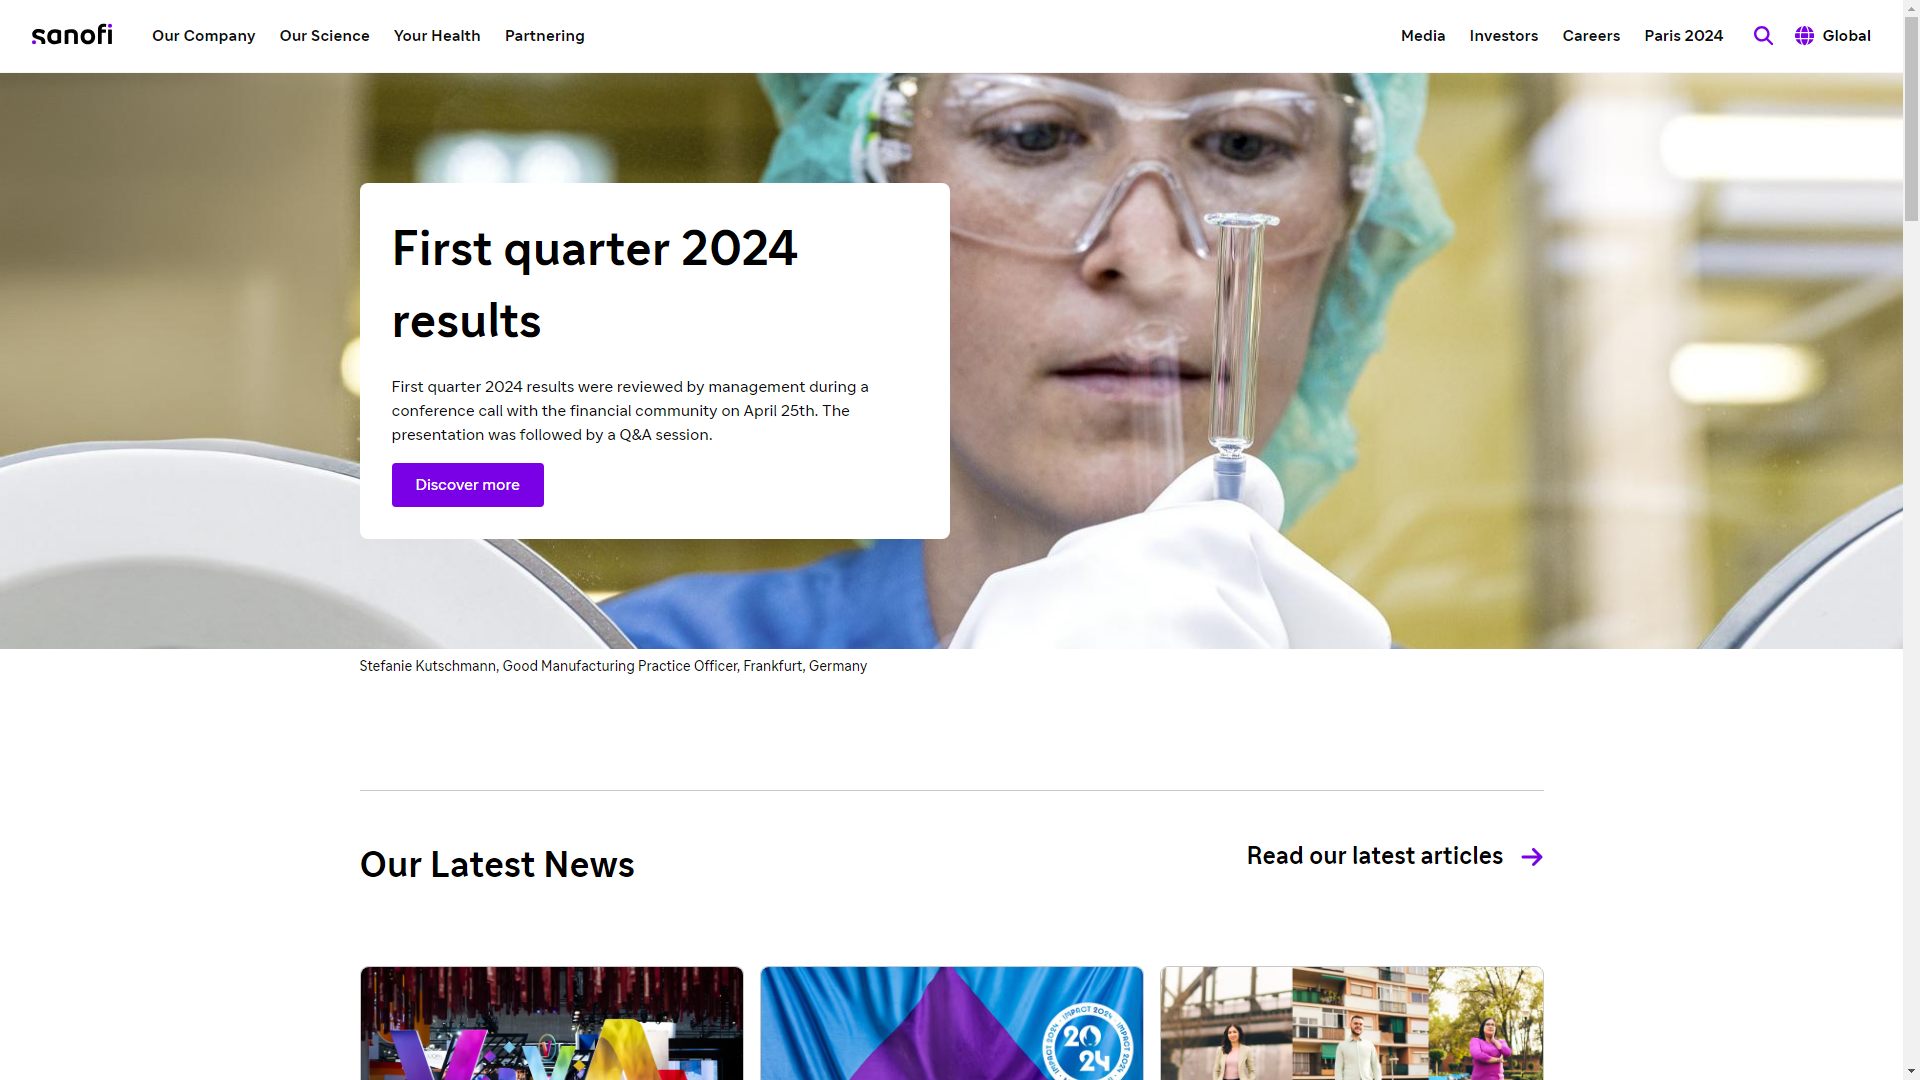 sanofi
Our Company
Our Science
Your Health
Partnering
Media
Investors
Careers
Paris 2024
Global
First quarter 2024
results
First quarter 2024 results were reviewed by management during a
conference call with the financial community on April 25th. The
presentation was followed by a Q&A session.
Discover more
Stefanie Kutschmann, Good Manufacturing Practice Officer, Frankfurt, Germany
Our Latest News
Read our latest articles
IMPACT 2024
2024